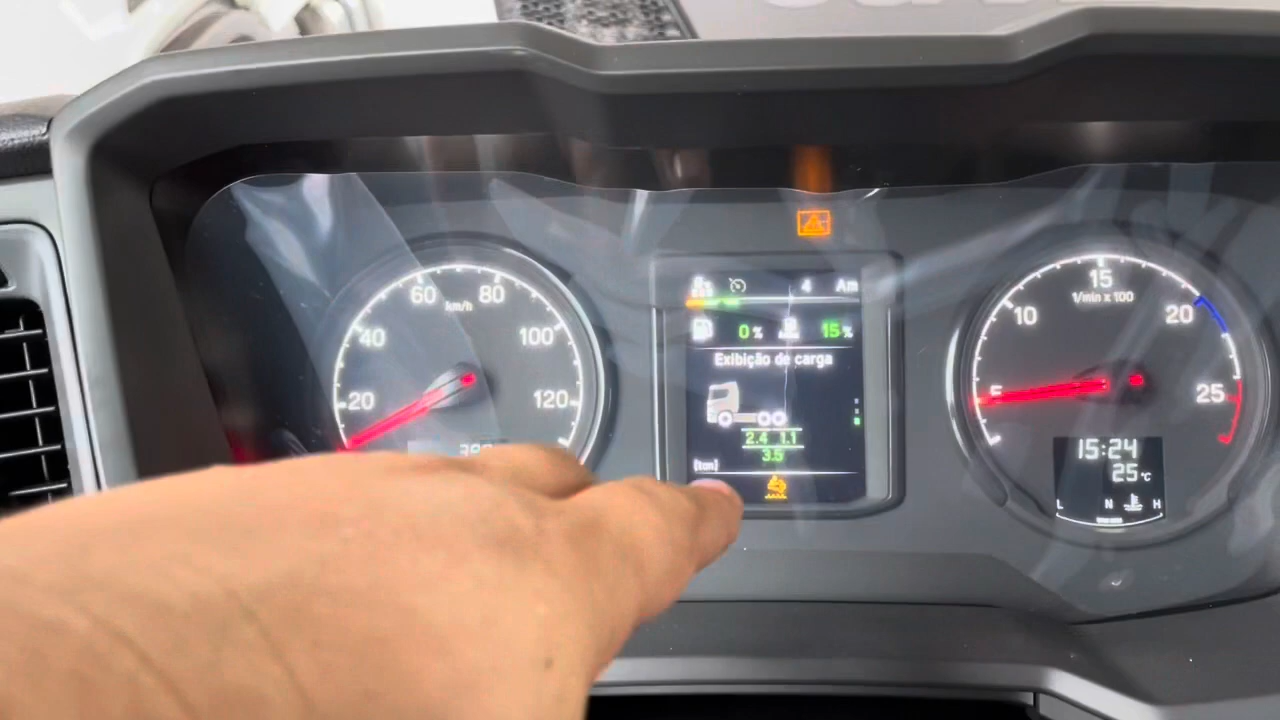 60 80
km/h
40 100
20 120
4 Am
0 % 15 %
Exibição de carga
2.4 1.1
3.5
[ton]
15
1/min x 100
10 20
5 25
15:24
25 °C
L N H